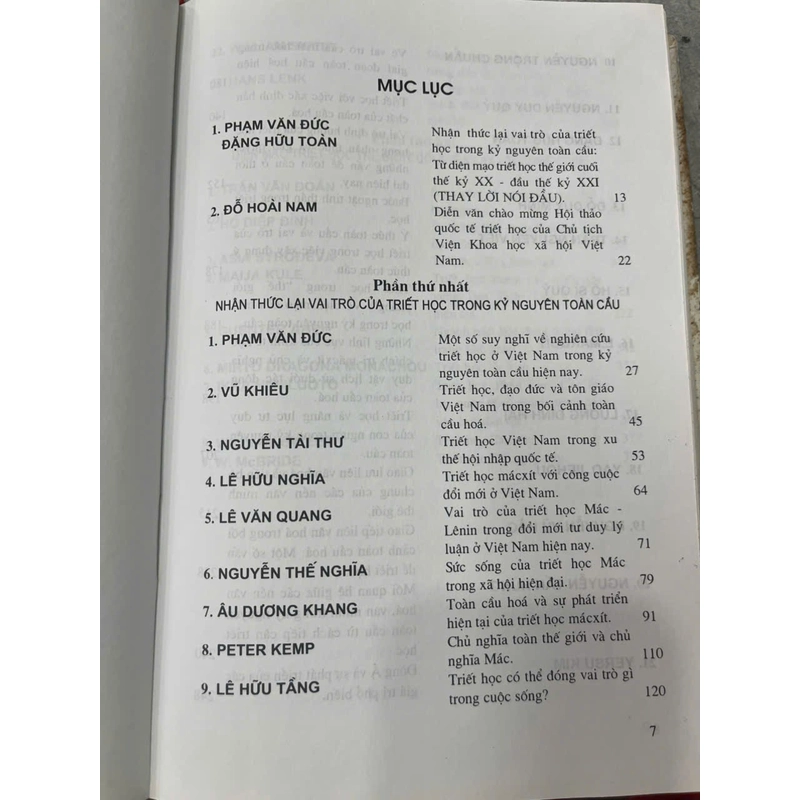 MỤC LỤC
1. PHẠM VĂN ĐỨC
ĐẶNG HỮU TOÀN
Nhận thức lại vai trò của triết
học trong kỷ nguyên toàn cầu:
Từ diện mạo triết học thế giới cuối
thế kỷ XX - đầu thế kỷ XXI
(THAY LỜI NÓI ĐẦU). 13
2. ĐỖ HOÀI NAM
Diễn văn chào mừng Hội thảo
quốc tế triết học của Chủ tịch
Viện Khoa học xã hội Việt
Nam. 22
Phần thứ nhất
NHẬN THỨC LẠI VAI TRÒ CỦA TRIẾT HỌC TRONG KỶ NGUYÊN TOÀN CẦU
1. PHẠM VĂN ĐỨC
Một số suy nghĩ về nghiên cứu
triết học ở Việt Nam trong kỷ
nguyên toàn cầu hiện nay. 27
2. VŨ KHIÊU
Triết học, đạo đức và tôn giáo
Việt Nam trong bối cảnh toàn
cầu hoá. 45
3. NGUYỄN TÀI THƯ
Triết học Việt Nam trong xu
thế hội nhập quốc tế. 53
4. LÊ HỮU NGHĨA
Triết học mácxít với công cuộc
đổi mới ở Việt Nam. 64
5. LÊ VĂN QUANG
Vai trò của triết học Mác -
Lênin trong đổi mới tư duy lý
luận ở Việt Nam hiện nay. 71
6. NGUYỄN THẾ NGHĨA
Sức sống của triết học Mác
trong xã hội hiện đại. 79
7. ÂU DƯƠNG KHANG
Toàn cầu hoá và sự phát triển
hiện tại của triết học mácxít. 91
8. PETER KEMP
Chủ nghĩa toàn thế giới và chủ
nghĩa Mác. 110
9. LÊ HỮU TẦNG
Triết học có thể đóng vai trò gì
trong cuộc sống? 120
7